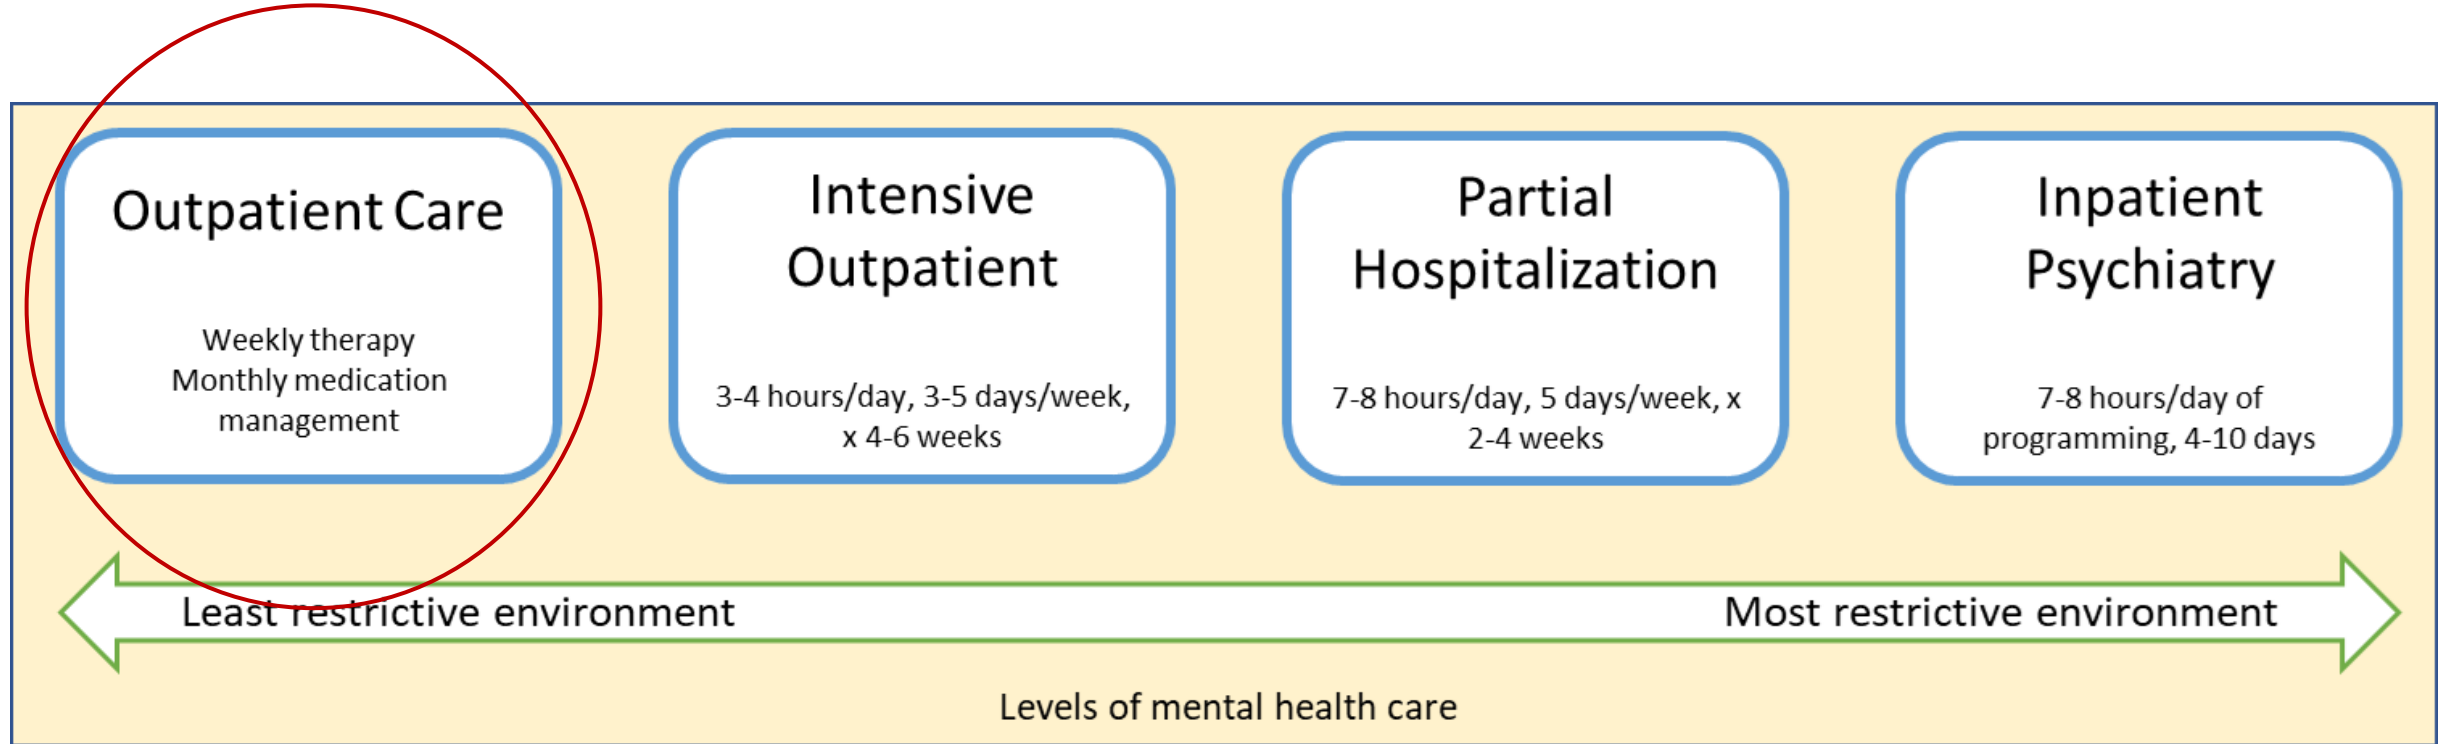 Outpatient Care
Weekly therapy
Monthly medication
management
Intensive
Outpatient
3-4 hours/day, 3-5 days/week,
x 4-6 weeks
Partial
Hospitalization
7-8 hours/day, 5 days/week, x
2-4 weeks
Inpatient
Psychiatry
7-8 hours/day of
programming, 4-10 days
Least restrictive environment
Most restrictive environment
Levels of mental health care